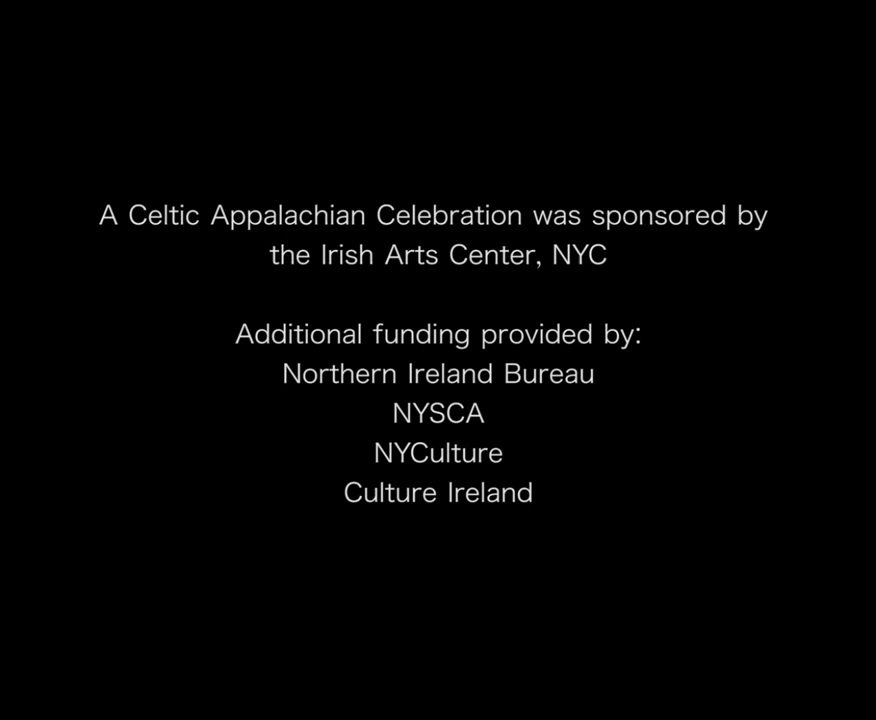 A Celtic Appalachian Celebration was sponsored by
the Irish Arts Center, NYC
Additional funding provided by:
Northern Ireland Bureau
NYSCA
NYCulture
Culture Ireland